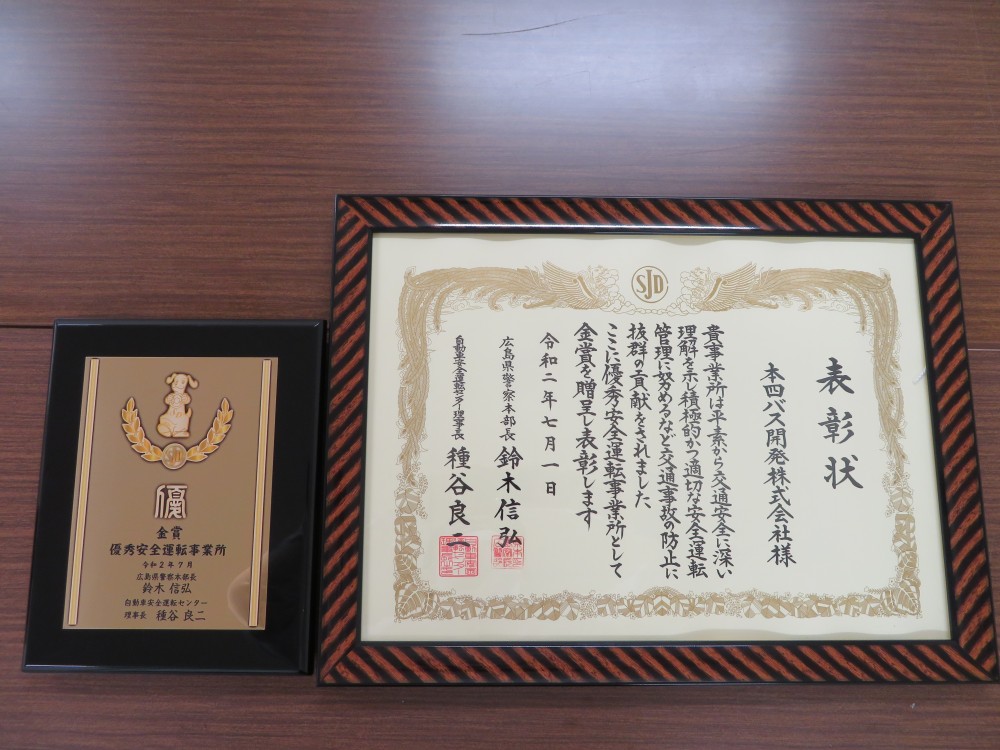 優
金賞
優秀安全運転事業所
令和2年7月
広島県警察本部長
鈴木 信弘
自動車安全運転センター
理事長 種谷 良二
SJD
表彰状
本四バス開発株式会社様
貴事業所は平素から交通安全に深い
理解を示し積極的かつ適切な安全運転
管理に努めるなど交通事故の防止に
抜群の貢献をされました
ここに優秀安全運転事業所として
金賞を贈呈し表彰します
令和二年七月一日
広島県警察本部長 鈴木信弘
自動車安全運転センター理事長 種谷良二